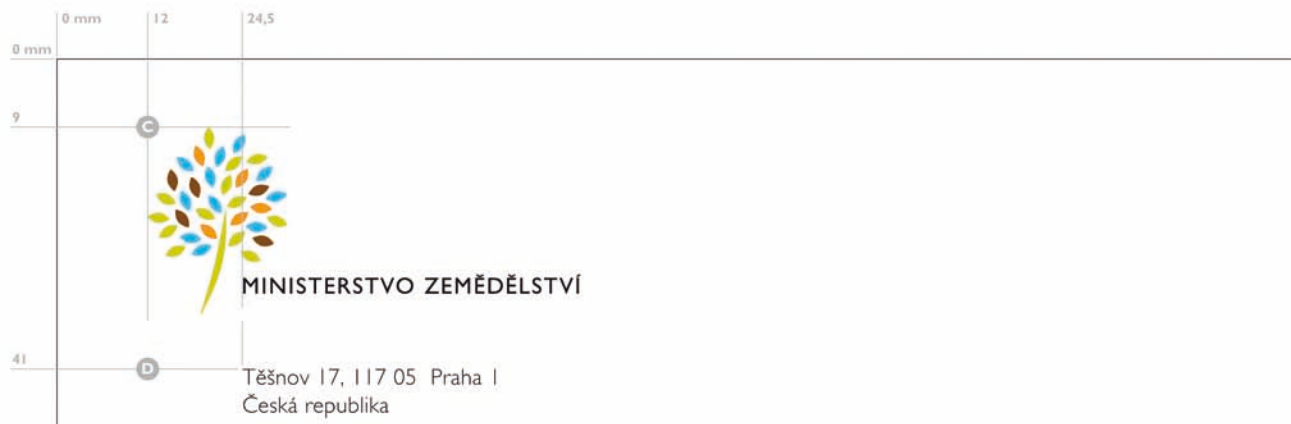 0 mm 12 24,5
0 mm
9
C
MINISTERSTVO ZEMĚDĚLSTVÍ
41
D
Těšnov 17, 117 05 Praha 1
Česká republika